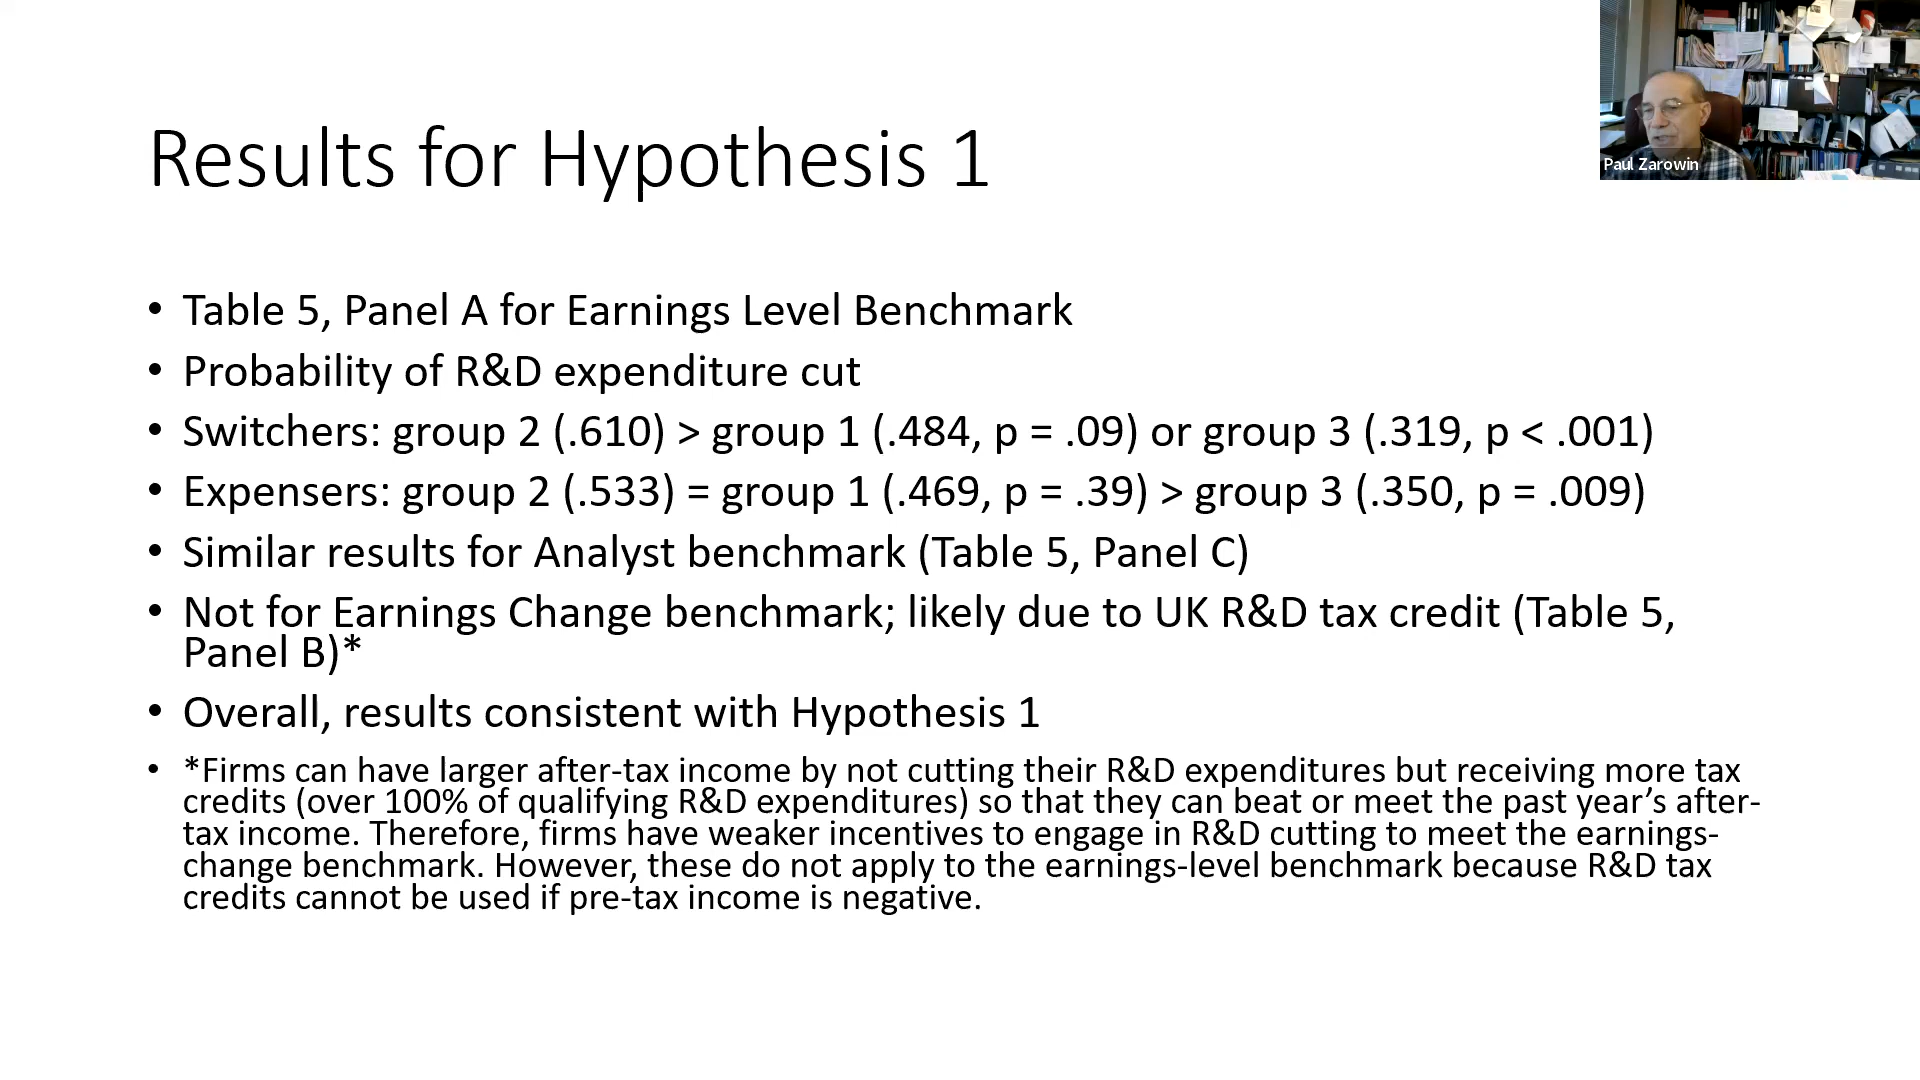 Results for Hypothesis 1
Paul Zarowin
• Table 5, Panel A for Earnings Level Benchmark
• Probability of R&D expenditure cut
• Switchers: group 2 (.610) > group 1 (.484, p = .09) or group 3 (.319, p < .001)
• Expensers: group 2 (.533) = group 1 (.469, p = .39) > group 3 (.350, p = .009)
• Similar results for Analyst benchmark (Table 5, Panel C)
• Not for Earnings Change benchmark; likely due to UK R&D tax credit (Table 5,
Panel B)*
• Overall, results consistent with Hypothesis 1
• *Firms can have larger after-tax income by not cutting their R&D expenditures but receiving more tax
credits (over 100% of qualifying R&D expenditures) so that they can beat or meet the past year’s after-
tax income. Therefore, firms have weaker incentives to engage in R&D cutting to meet the earnings-
change benchmark. However, these do not apply to the earnings-level benchmark because R&D tax
credits cannot be used if pre-tax income is negative.